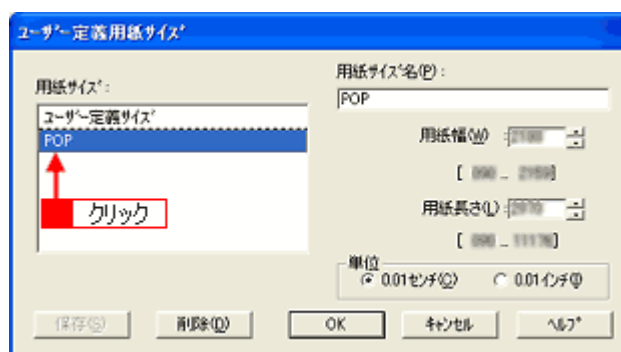 ユーザー定義用紙サイズ
用紙サイズ:
ユーザー定義サイズ
POP
クリック
用紙サイズ名(P):
POP
用紙幅(W) :
用紙長さ(L) :
単位
0.01センチ(C) 0.01インチ(I)
保存(S) 削除(D) OK キャンセル ヘルプ